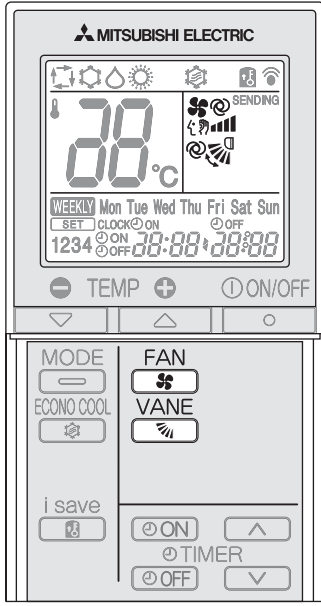 MITSUBISHI ELECTRIC
SENDING
88°C
WEEKLY Mon Tue Wed Thu Fri Sat Sun
SET CLOCK ON OFF
1234 ON OFF 88:88 88:88
TEMP ON/OFF
MODE FAN
ECONO COOL VANE
i save
ON
TIMER
OFF